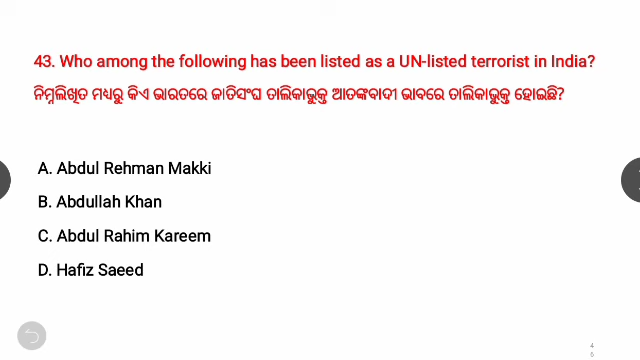 43. Who among the following has been listed as a UN-listed terrorist in India?
ନିମ୍ନଲିଖିତ ମଧ୍ୟରୁ କିଏ ଭାରତରେ ଜାତିସଂଘ ତାଲିକାଭୁକ୍ତ ଆତଙ୍କବାଦୀ ଭାବରେ ତାଲିକାଭୁକ୍ତ ହୋଇଛି?
A. Abdul Rehman Makki
B. Abdullah Khan
C. Abdul Rahim Kareem
D. Hafiz Saeed